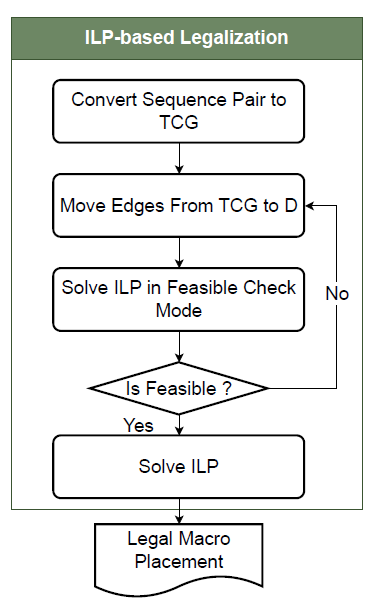 ILP-based Legalization
Convert Sequence Pair to
TCG
Move Edges From TCG to D
Solve ILP in Feasible Check
Mode
No
Is Feasible ?
Yes
Solve ILP
Legal Macro
Placement